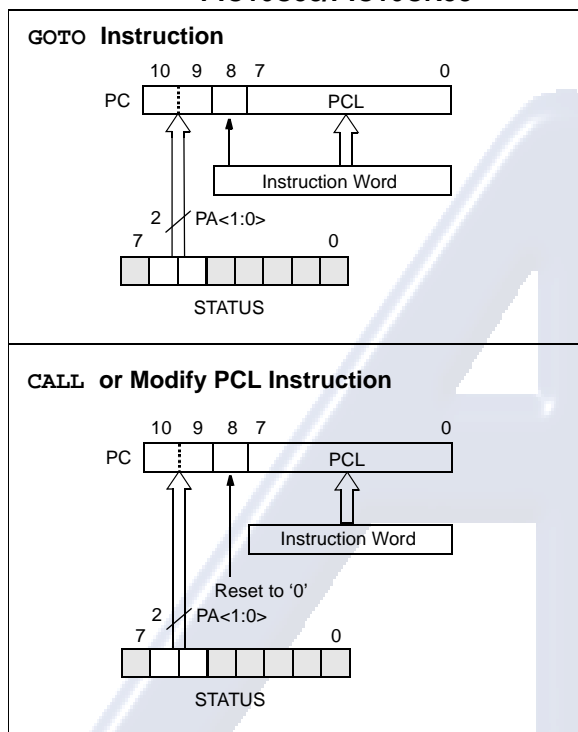 GOTO Instruction
10 9 8 7 0
PC PCL
Instruction Word
2 PA<1:0>
7 0
STATUS
CALL or Modify PCL Instruction
10 9 8 7 0
PC PCL
Instruction Word
Reset to ‘0’
2 PA<1:0>
7 0
STATUS